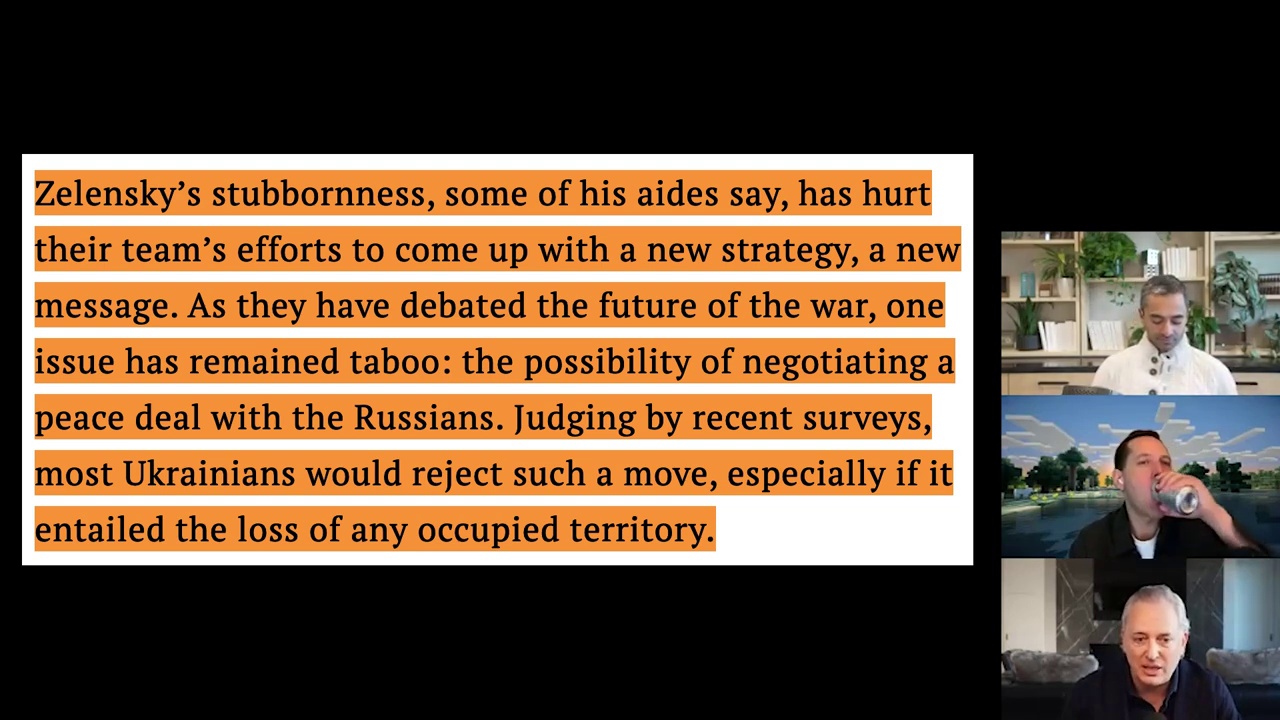 Zelensky’s stubbornness, some of his aides say, has hurt
their team’s efforts to come up with a new strategy, a new
message. As they have debated the future of the war, one
issue has remained taboo: the possibility of negotiating a
peace deal with the Russians. Judging by recent surveys,
most Ukrainians would reject such a move, especially if it
entailed the loss of any occupied territory.